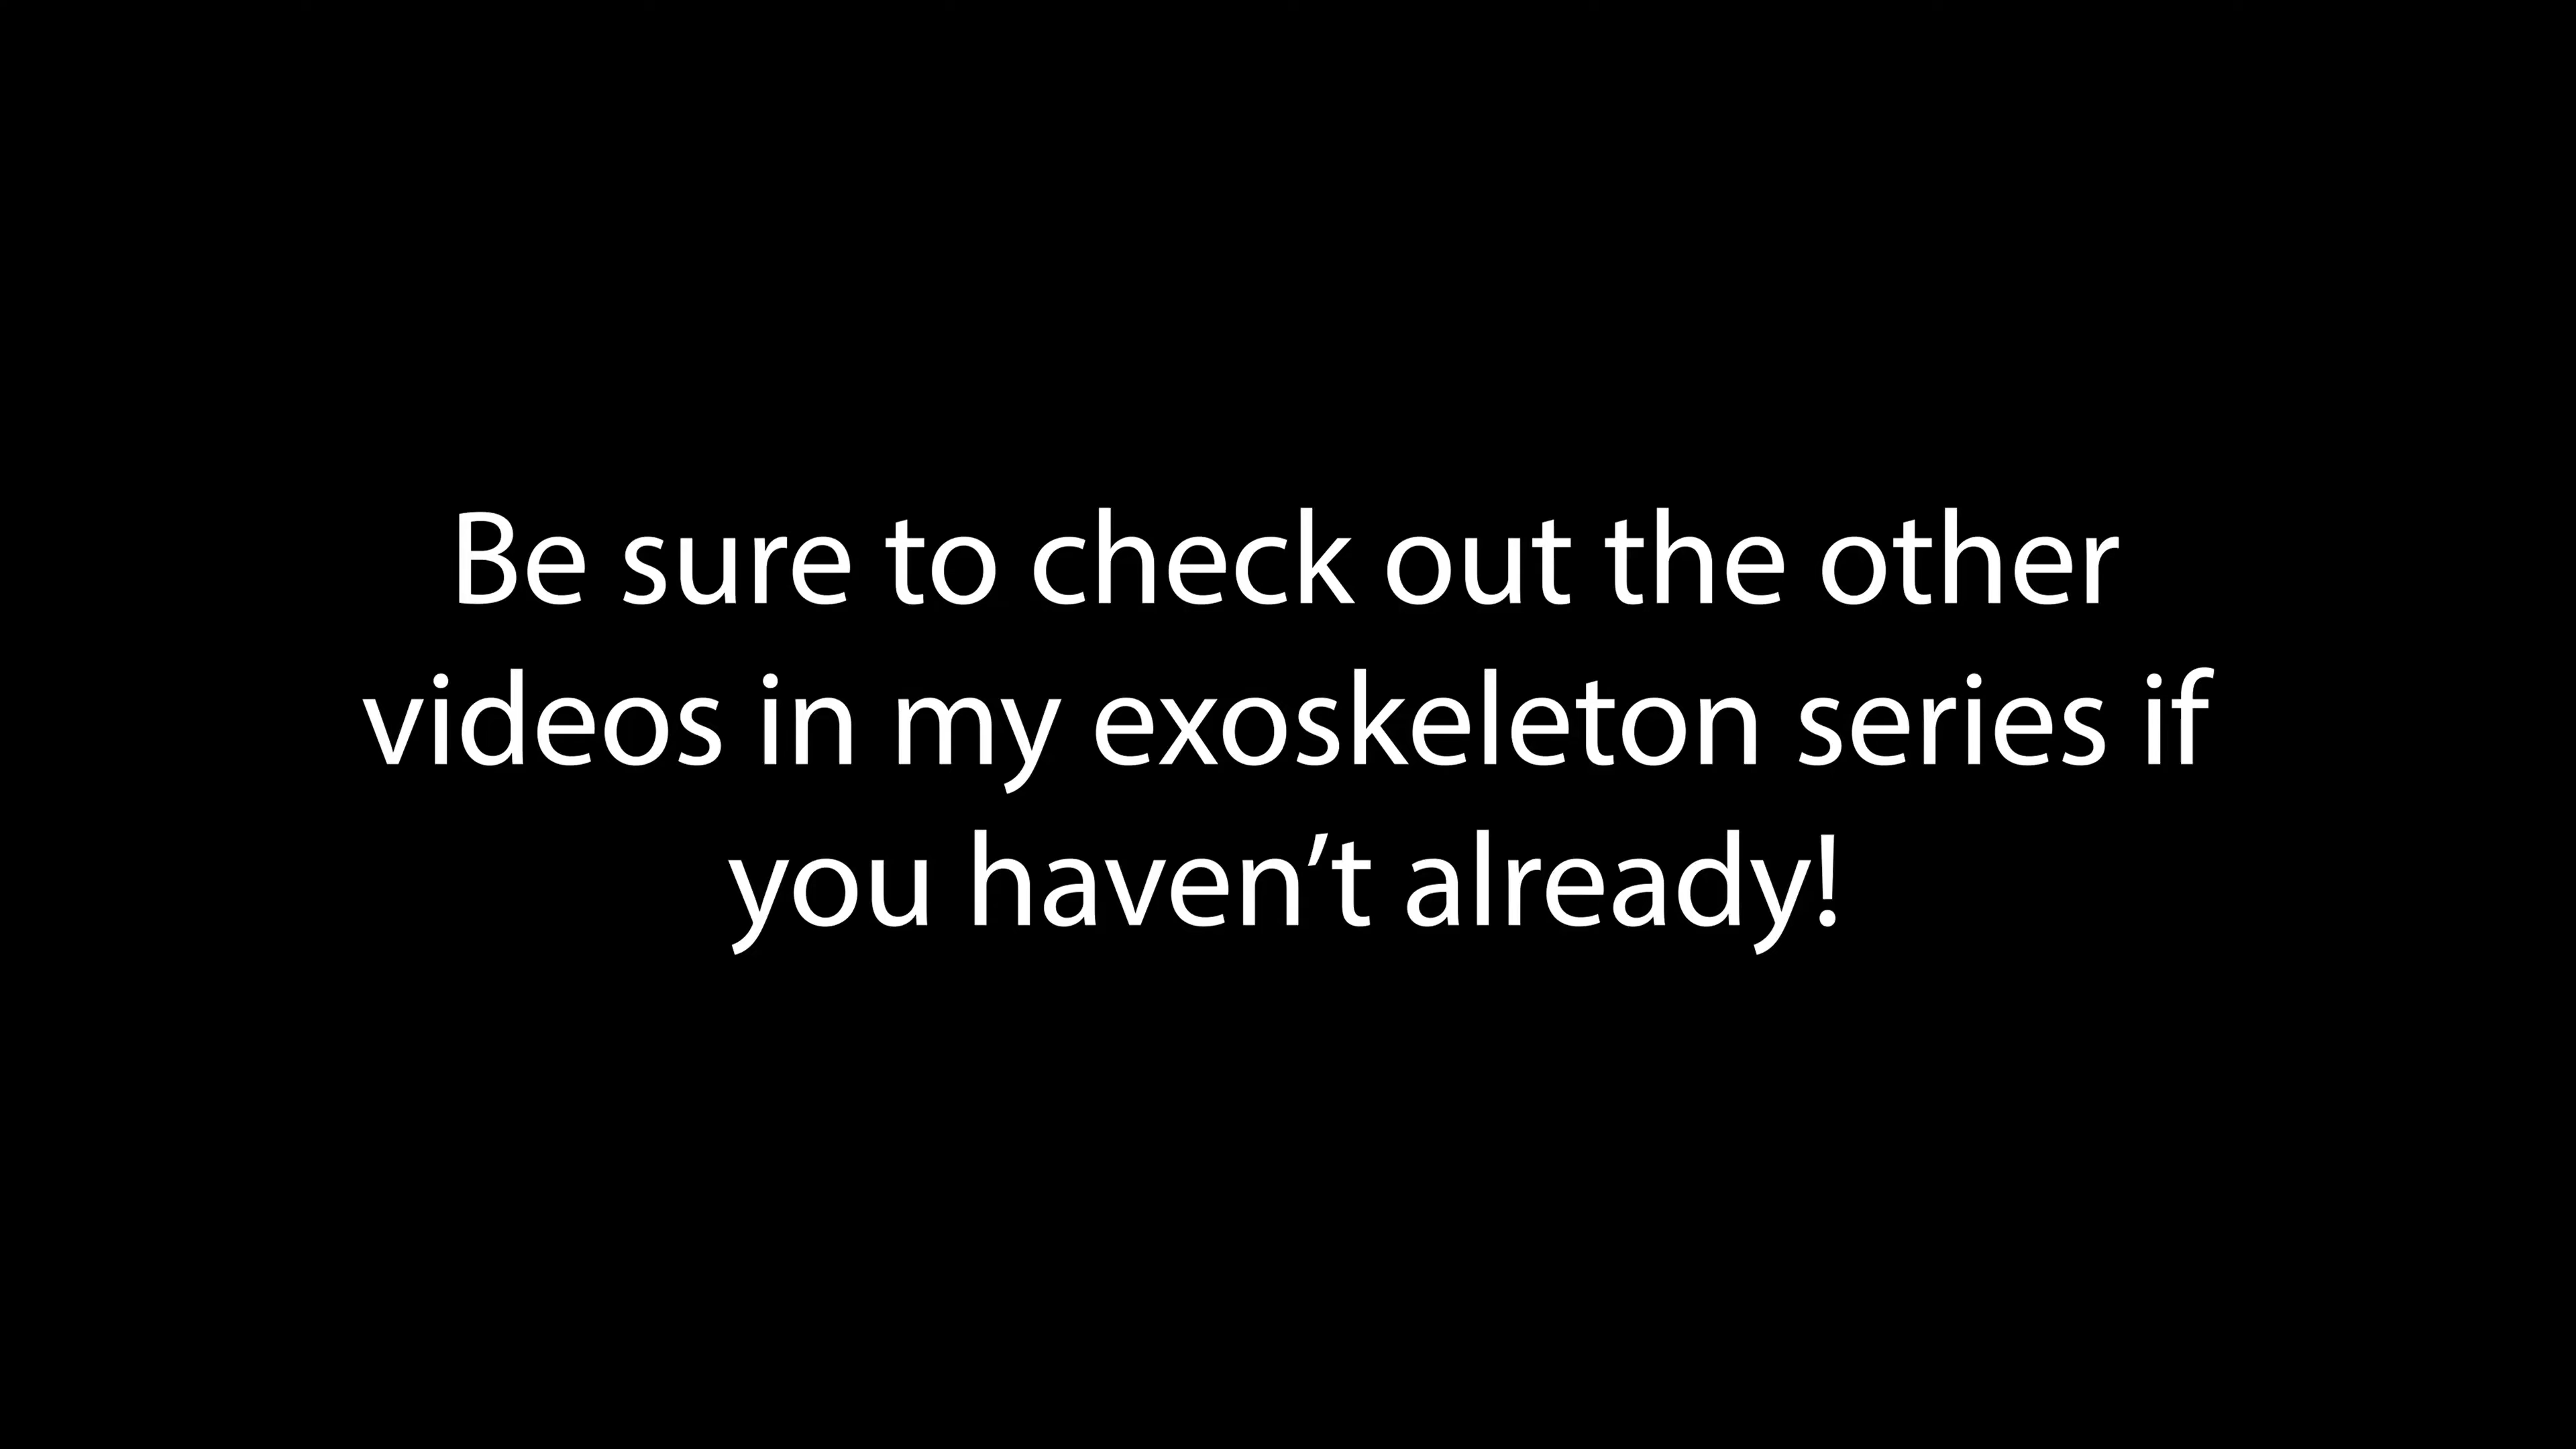 Be sure to check out the other
videos in my exoskeleton series if
you haven’t already!